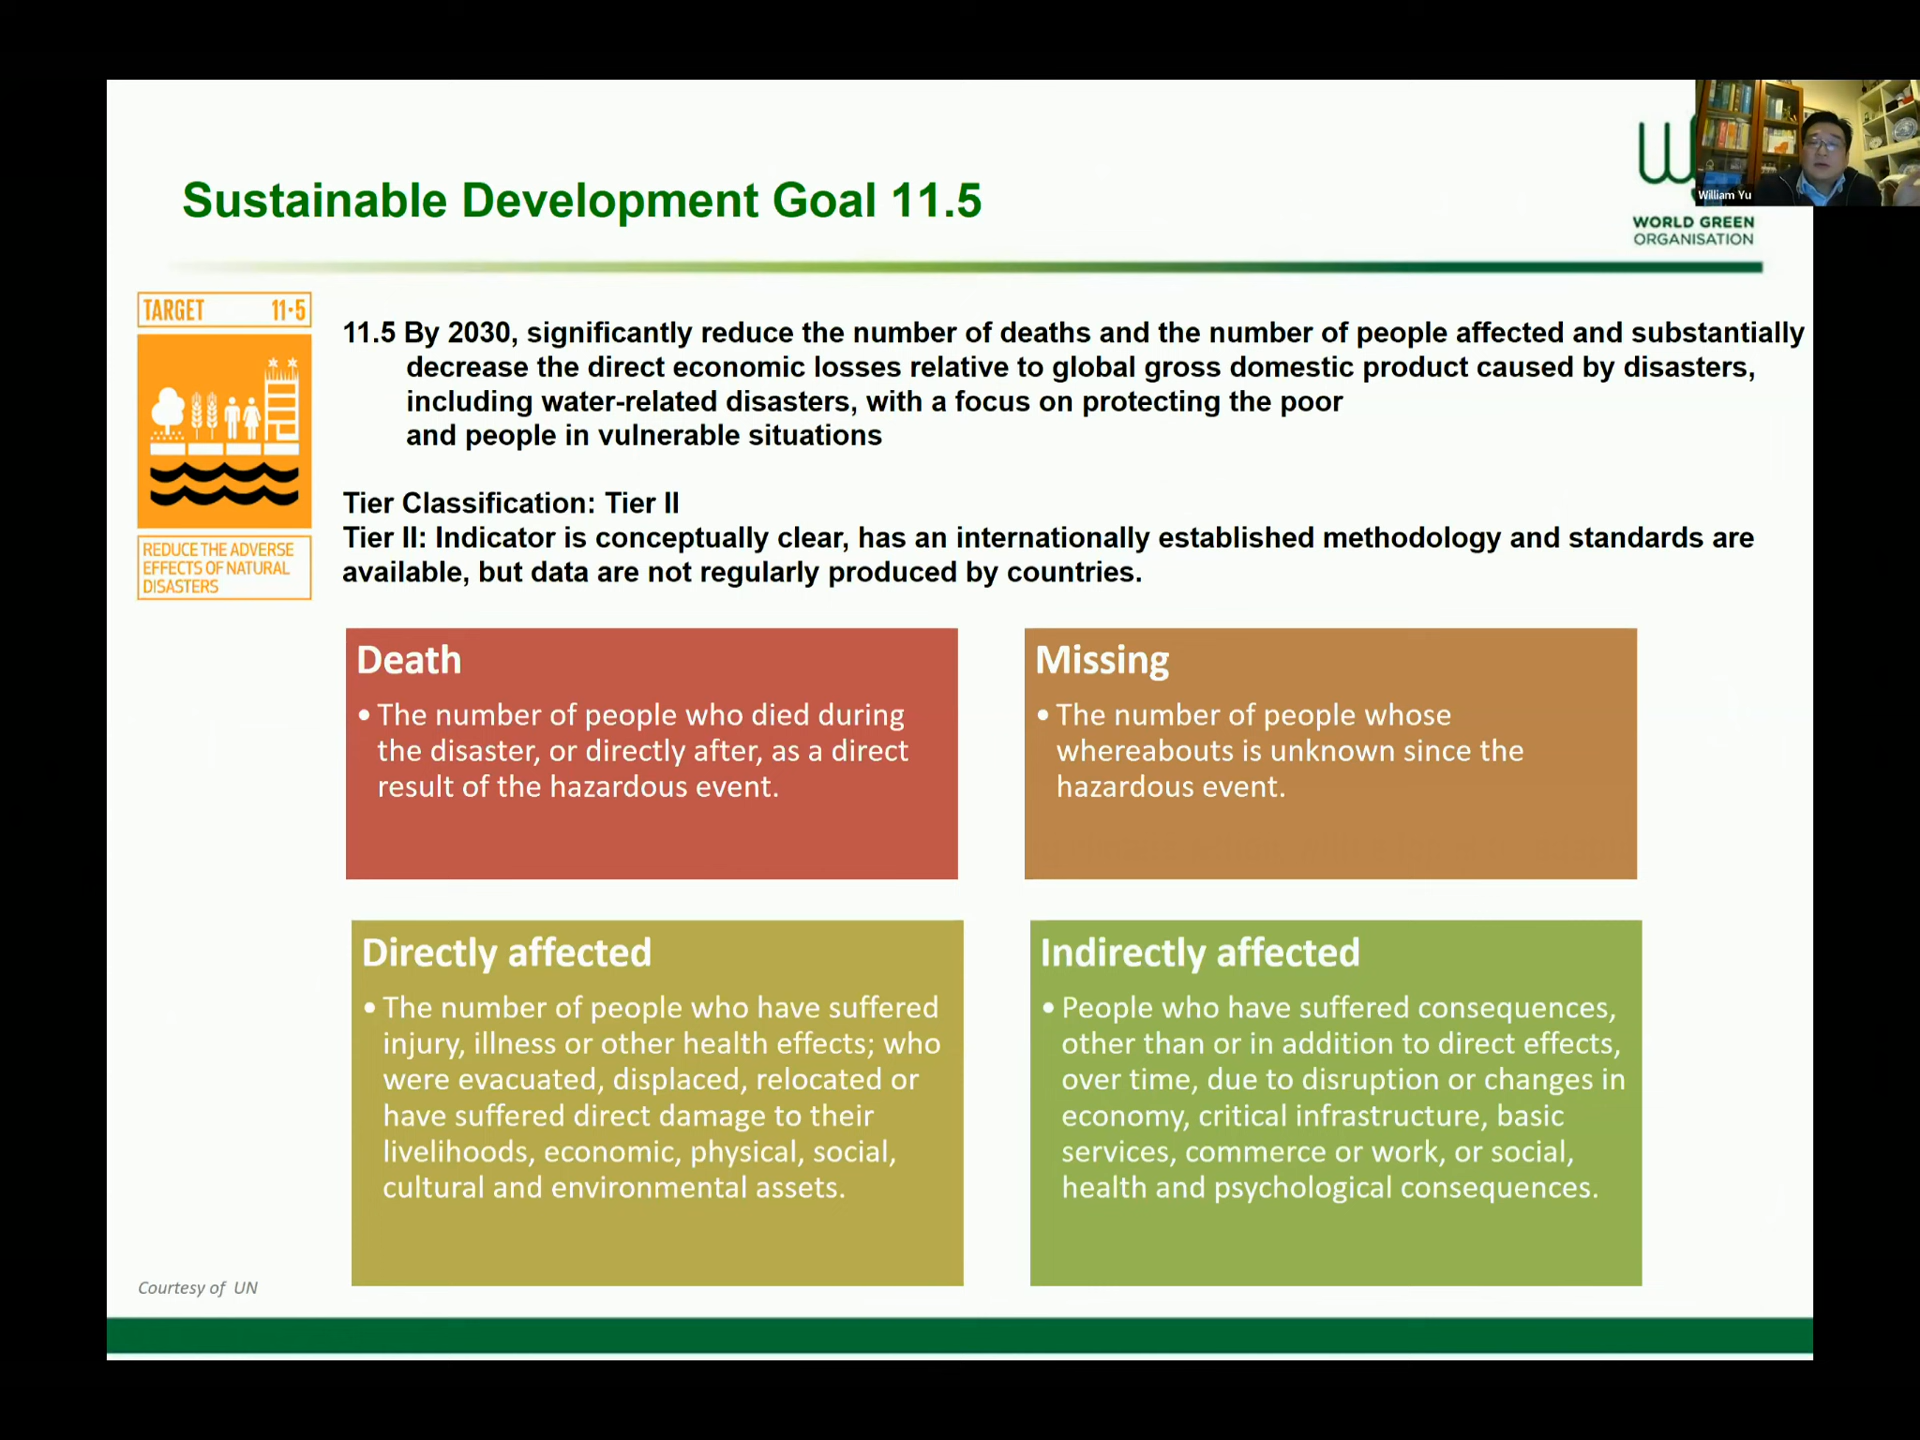 Sustainable Development Goal 11.5
William Yu
WORLD GREEN
ORGANISATION
TARGET 11·5
REDUCE THE ADVERSE
EFFECTS OF NATURAL
DISASTERS
11.5 By 2030, significantly reduce the number of deaths and the number of people affected and substantially
decrease the direct economic losses relative to global gross domestic product caused by disasters,
including water-related disasters, with a focus on protecting the poor
and people in vulnerable situations
Tier Classification: Tier II
Tier II: Indicator is conceptually clear, has an internationally established methodology and standards are
available, but data are not regularly produced by countries.
Death
• The number of people who died during
the disaster, or directly after, as a direct
result of the hazardous event.
Missing
• The number of people whose
whereabouts is unknown since the
hazardous event.
Directly affected
• The number of people who have suffered
injury, illness or other health effects; who
were evacuated, displaced, relocated or
have suffered direct damage to their
livelihoods, economic, physical, social,
cultural and environmental assets.
Indirectly affected
• People who have suffered consequences,
other than or in addition to direct effects,
over time, due to disruption or changes in
economy, critical infrastructure, basic
services, commerce or work, or social,
health and psychological consequences.
Courtesy of UN